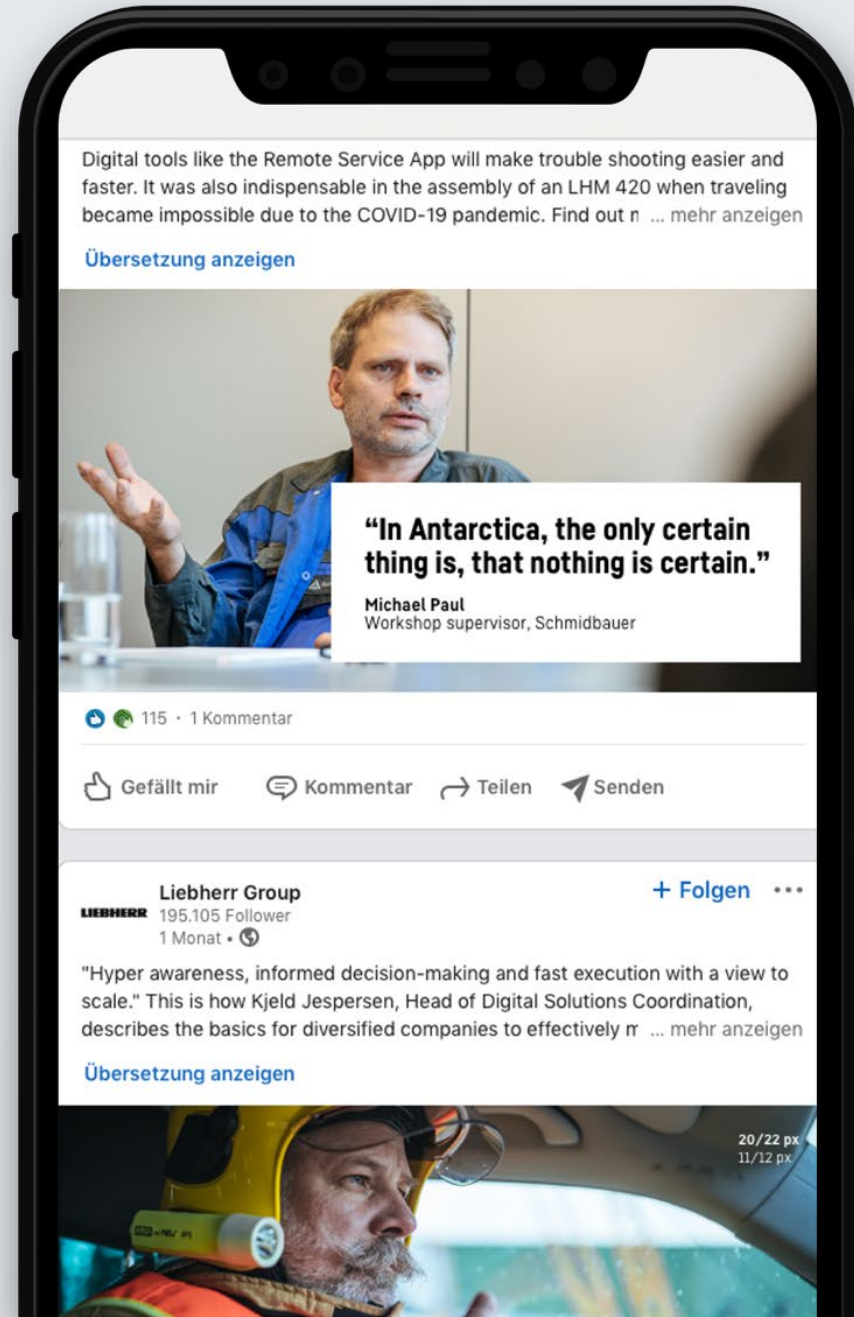 Digital tools like the Remote Service App will make trouble shooting easier and
faster. It was also indispensable in the assembly of an LHM 420 when traveling
became impossible due to the COVID-19 pandemic. Find out n ... mehr anzeigen
Übersetzung anzeigen
“In Antarctica, the only certain
thing is, that nothing is certain.”
Michael Paul
Workshop supervisor, Schmidbauer
115 · 1 Kommentar
Gefällt mir Kommentar Teilen Senden
Liebherr Group
+ Folgen
LIEBHERR
195.105 Follower
1 Monat •
"Hyper awareness, informed decision-making and fast execution with a view to
scale." This is how Kjeld Jespersen, Head of Digital Solutions Coordination,
describes the basics for diversified companies to effectively m ... mehr anzeigen
Übersetzung anzeigen
20/22 px
11/12 px